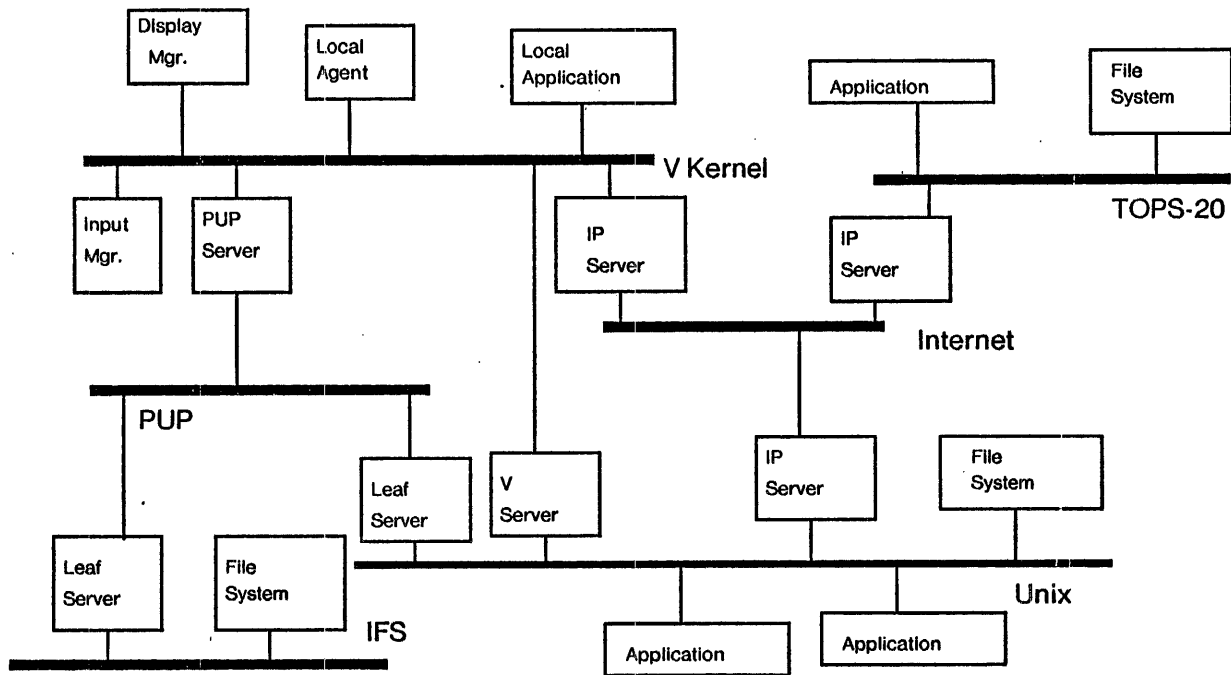 Display
Mgr.
Local
Agent
Local
Application
Application
File
System
V Kernel
TOPS-20
Input
Mgr.
PUP
Server
IP
Server
IP
Server
Internet
PUP
Leaf
Server
V
Server
IP
Server
File
System
Leaf
Server
File
System
Unix
IFS
Application
Application